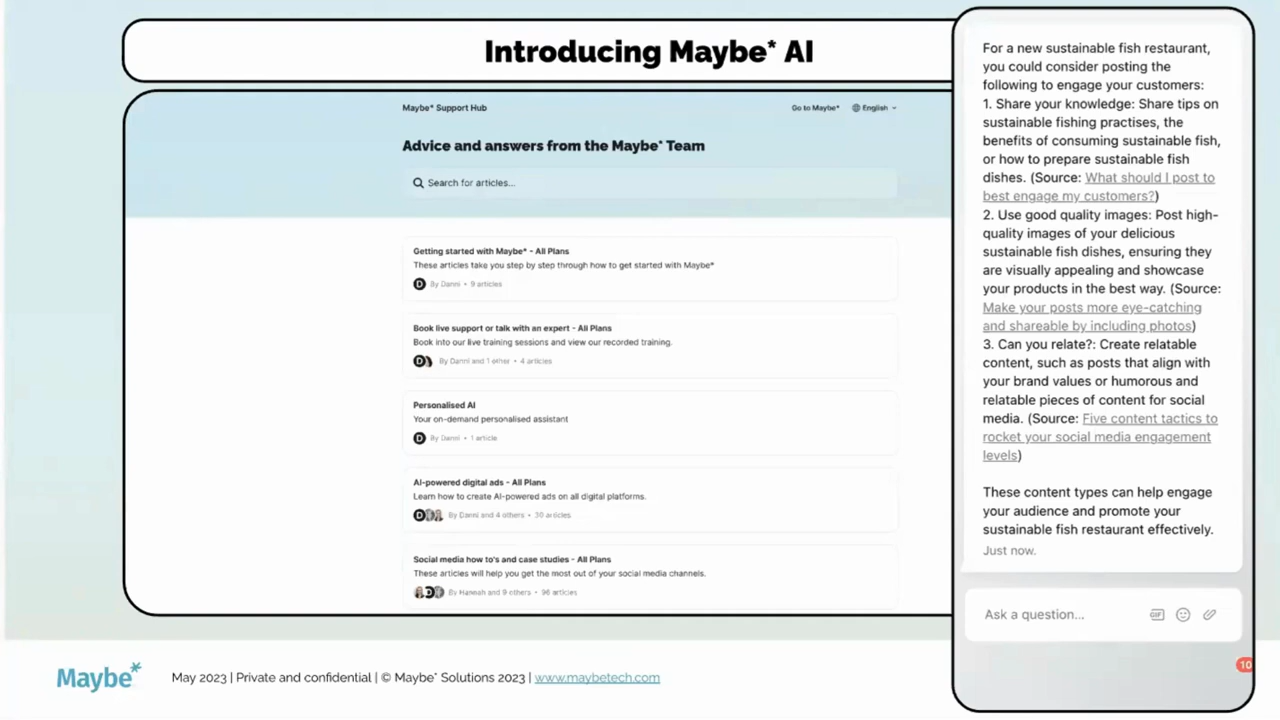 Introducing Maybe* AI
Maybe* Support Hub
Go to Maybe*
English
Advice and answers from the Maybe* Team
Search for articles...
Getting started with Maybe* - All Plans
These articles take you step by step through how to get started with Maybe*
D
By Danni • 9 articles
Book live support or talk with an expert - All Plans
Book into our live training sessions and view our recorded training.
D
By Danni and 1 other • 4 articles
Personalised AI
Your on-demand personalised assistant
D
By Danni • 1 article
AI-powered digital ads - All Plans
Learn how to create AI-powered ads on all digital platforms.
D
By Danni and 4 others • 30 articles
Social media how to's and case studies - All Plans
These articles will help you get the most out of your social media channels.
D
By Hannah and 9 others • 96 articles
For a new sustainable fish restaurant,
you could consider posting the
following to engage your customers:
1. Share your knowledge: Share tips on
sustainable fishing practises, the
benefits of consuming sustainable fish,
or how to prepare sustainable fish
dishes. (Source: What should I post to
best engage my customers?)
2. Use good quality images: Post high-
quality images of your delicious
sustainable fish dishes, ensuring they
are visually appealing and showcase
your products in the best way. (Source:
Make your posts more eye-catching
and shareable by including photos)
3. Can you relate?: Create relatable
content, such as posts that align with
your brand values or humorous and
relatable pieces of content for social
media. (Source: Five content tactics to
rocket your social media engagement
levels)
These content types can help engage
your audience and promote your
sustainable fish restaurant effectively.
Just now.
Ask a question...
GIF
10
Maybe*
May 2023 | Private and confidential | © Maybe* Solutions 2023 | www.maybetech.com